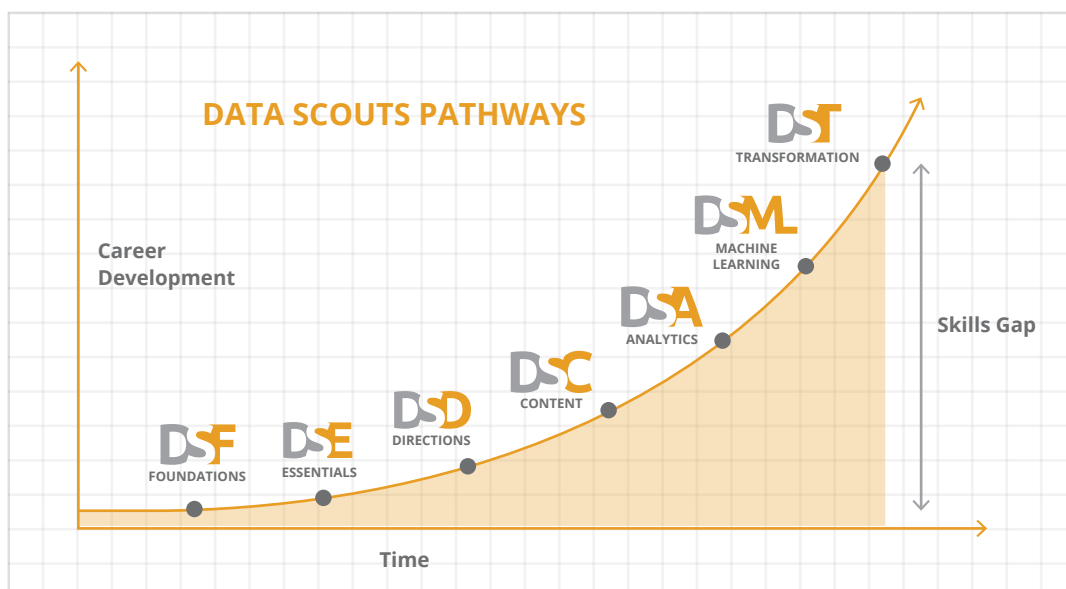 DATA SCOUTS PATHWAYS
DST
TRANSFORMATION
DSML
MACHINE
LEARNING
Career
Development
DSA
ANALYTICS
Skills Gap
DSC
CONTENT
DSD
DIRECTIONS
DSE
ESSENTIALS
DSF
FOUNDATIONS
Time